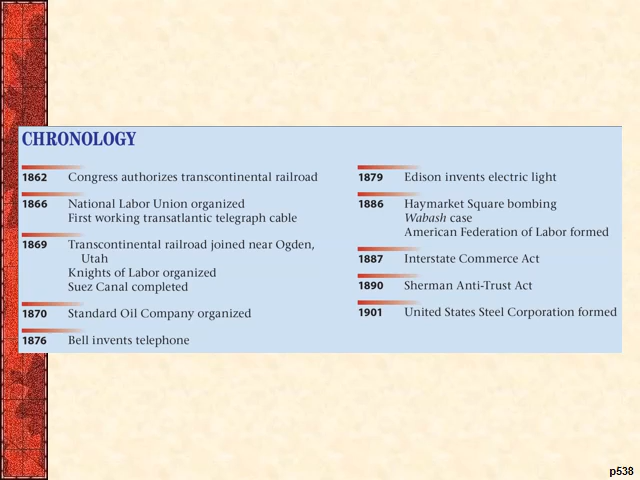 CHRONOLOGY
1862 Congress authorizes transcontinental railroad
1866 National Labor Union organized
First working transatlantic telegraph cable
1869 Transcontinental railroad joined near Ogden,
Utah
Knights of Labor organized
Suez Canal completed
1870 Standard Oil Company organized
1876 Bell invents telephone
1879 Edison invents electric light
1886 Haymarket Square bombing
Wabash case
American Federation of Labor formed
1887 Interstate Commerce Act
1890 Sherman Anti-Trust Act
1901 United States Steel Corporation formed
p538